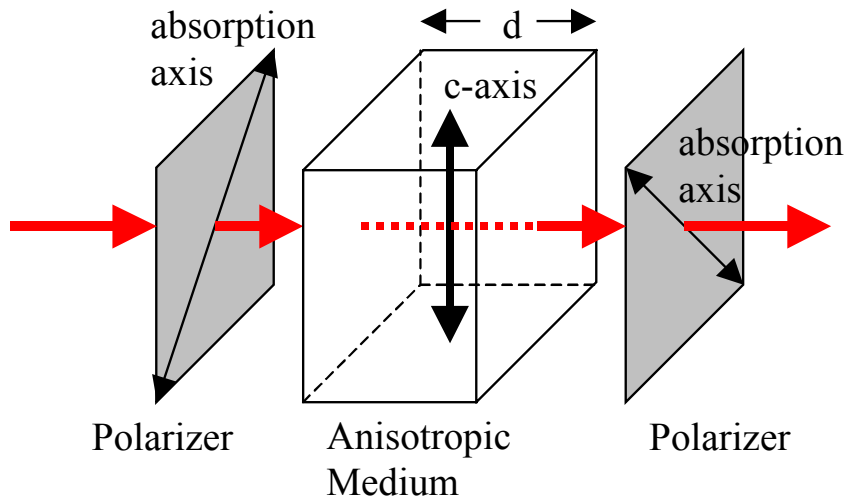 absorption
axis
d
c-axis
absorption
axis
Polarizer
Anisotropic
Medium
Polarizer